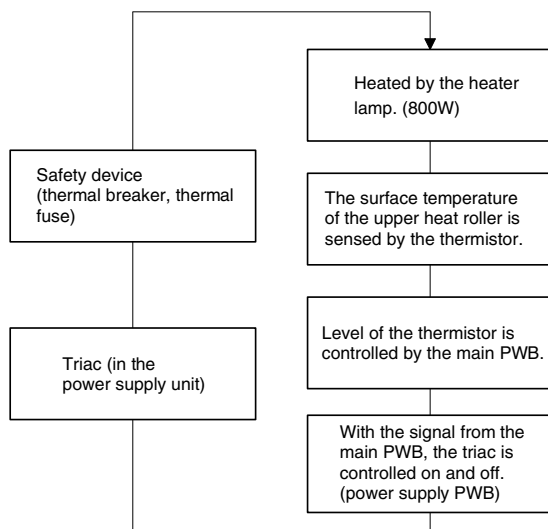 Heated by the heater
lamp. (800W)
Safety device
(thermal breaker, thermal
fuse)
The surface temperature
of the upper heat roller is
sensed by the thermistor.
Level of the thermistor is
controlled by the main PWB.
Triac (in the
power supply unit)
With the signal from the
main PWB, the triac is
controlled on and off.
(power supply PWB)